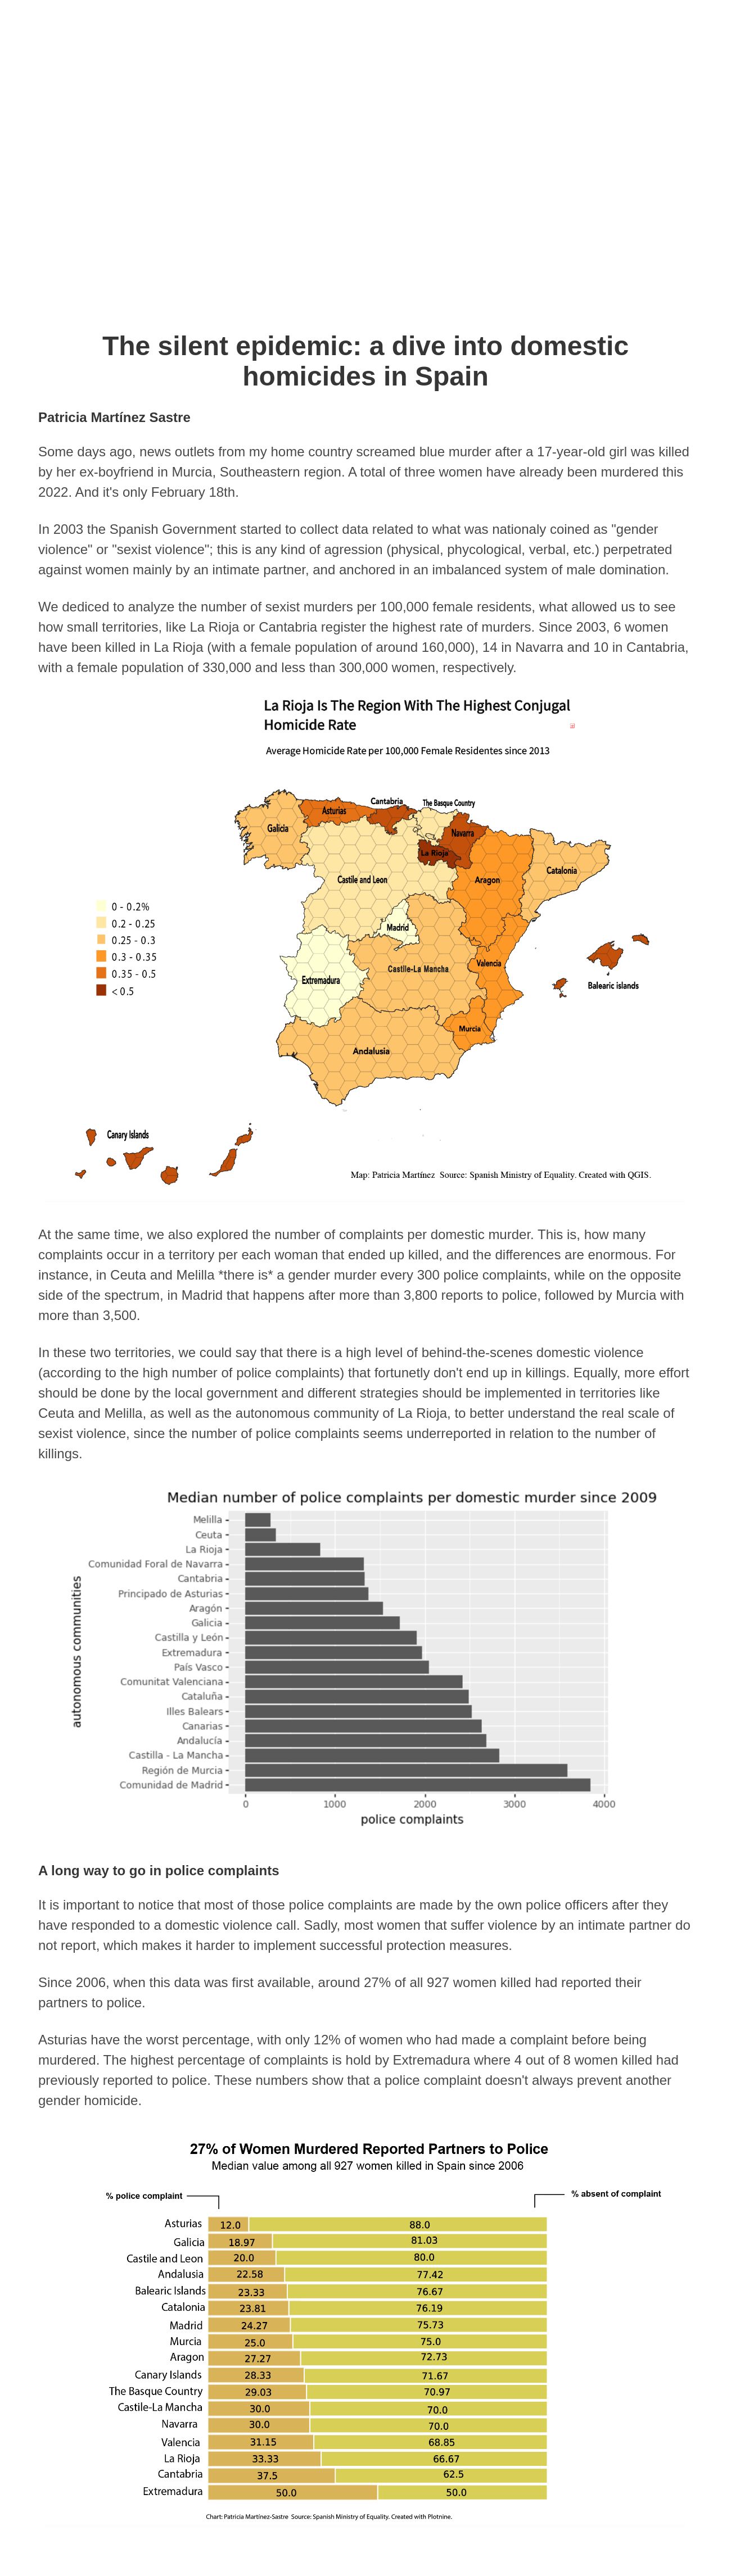 The silent epidemic: a dive into domestic
homicides in Spain
Patricia Martínez Sastre
Some days ago, news outlets from my home country screamed blue murder after a 17-year-old girl was killed
by her ex-boyfriend in Murcia, Southeastern region. A total of three women have already been murdered this
2022. And it's only February 18th.
In 2003 the Spanish Government started to collect data related to what was nationaly coined as "gender
violence" or "sexist violence"; this is any kind of agression (physical, phycological, verbal, etc.) perpetrated
against women mainly by an intimate partner, and anchored in an imbalanced system of male domination.
We dediced to analyze the number of sexist murders per 100,000 female residents, what allowed us to see
how small territories, like La Rioja or Cantabria register the highest rate of murders. Since 2003, 6 women
have been killed in La Rioja (with a female population of around 160,000), 14 in Navarra and 10 in Cantabria,
with a female population of 330,000 and less than 300,000 women, respectively.
La Rioja Is The Region With The Highest Conjugal
Homicide Rate
Average Homicide Rate per 100,000 Female Residentes since 2013
Cantabria
The Basque Country
Asturias
Galicia
Navarra
La Rioja
Catalonia
Castile and Leon
Aragon
0 - 0.2%
0.2 - 0.25
0.25 - 0.3
0.3 - 0.35
0.35 - 0.5
< 0.5
Madrid
Valencia
Castile-La Mancha
Extremadura
Balearic islands
Murcia
Andalusia
Canary Islands
Map: Patricia Martínez Source: Spanish Ministry of Equality. Created with QGIS.
At the same time, we also explored the number of complaints per domestic murder. This is, how many
complaints occur in a territory per each woman that ended up killed, and the differences are enormous. For
instance, in Ceuta and Melilla *there is* a gender murder every 300 police complaints, while on the opposite
side of the spectrum, in Madrid that happens after more than 3,800 reports to police, followed by Murcia with
more than 3,500.
In these two territories, we could say that there is a high level of behind-the-scenes domestic violence
(according to the high number of police complaints) that fortunetly don't end up in killings. Equally, more effort
should be done by the local government and different strategies should be implemented in territories like
Ceuta and Melilla, as well as the autonomous community of La Rioja, to better understand the real scale of
sexist violence, since the number of police complaints seems underreported in relation to the number of
killings.
Median number of police complaints per domestic murder since 2009
autonomous communities
Melilla
Ceuta
La Rioja
Comunidad Foral de Navarra
Cantabria
Principado de Asturias
Aragón
Galicia
Castilla y León
Extremadura
País Vasco
Comunitat Valenciana
Cataluña
Illes Balears
Canarias
Andalucía
Castilla - La Mancha
Región de Murcia
Comunidad de Madrid
0 1000 2000 3000 4000
police complaints
A long way to go in police complaints
It is important to notice that most of those police complaints are made by the own police officers after they
have responded to a domestic violence call. Sadly, most women that suffer violence by an intimate partner do
not report, which makes it harder to implement successful protection measures.
Since 2006, when this data was first available, around 27% of all 927 women killed had reported their
partners to police.
Asturias have the worst percentage, with only 12% of women who had made a complaint before being
murdered. The highest percentage of complaints is hold by Extremadura where 4 out of 8 women killed had
previously reported to police. These numbers show that a police complaint doesn't always prevent another
gender homicide.
27% of Women Murdered Reported Partners to Police
Median value among all 927 women killed in Spain since 2006
% police complaint % absent of complaint
Asturias 12.0 88.0
Galicia 18.97 81.03
Castile and Leon 20.0 80.0
Andalusia 22.58 77.42
Balearic Islands 23.33 76.67
Catalonia 23.81 76.19
Madrid 24.27 75.73
Murcia 25.0 75.0
Aragon 27.27 72.73
Canary Islands 28.33 71.67
The Basque Country 29.03 70.97
Castile-La Mancha 30.0 70.0
Navarra 30.0 70.0
Valencia 31.15 68.85
La Rioja 33.33 66.67
Cantabria 37.5 62.5
Extremadura 50.0 50.0
Chart: Patricia Martínez-Sastre Source: Spanish Ministry of Equality. Created with Plotnine.